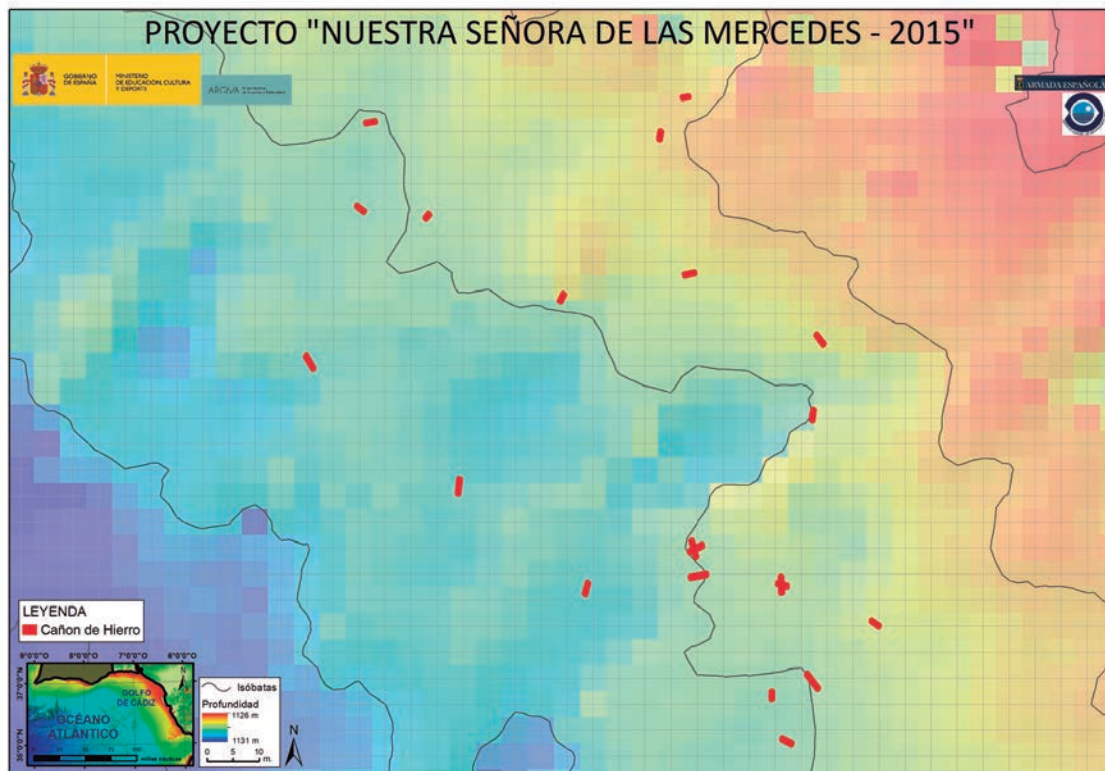 PROYECTO "NUESTRA SEÑORA DE LAS MERCEDES - 2015"
GOBIERNO
DE ESPAÑA
MINISTERIO
DE EDUCACIÓN, CULTURA
Y DEPORTE
ARQVA
ARMADA ESPAÑOLA
LEYENDA
Cañon de Hierro
9°0'0"O 8°0'0"O 7°0'0"O 6°0'0"O
37°0'0"N
36°0'0"N
GOLFO
DE CÁDIZ
OCÉANO
ATLÁNTICO
millas náuticas
N
Isóbatas
Profundidad
1126 m
1131 m
0 5 10
m.
N